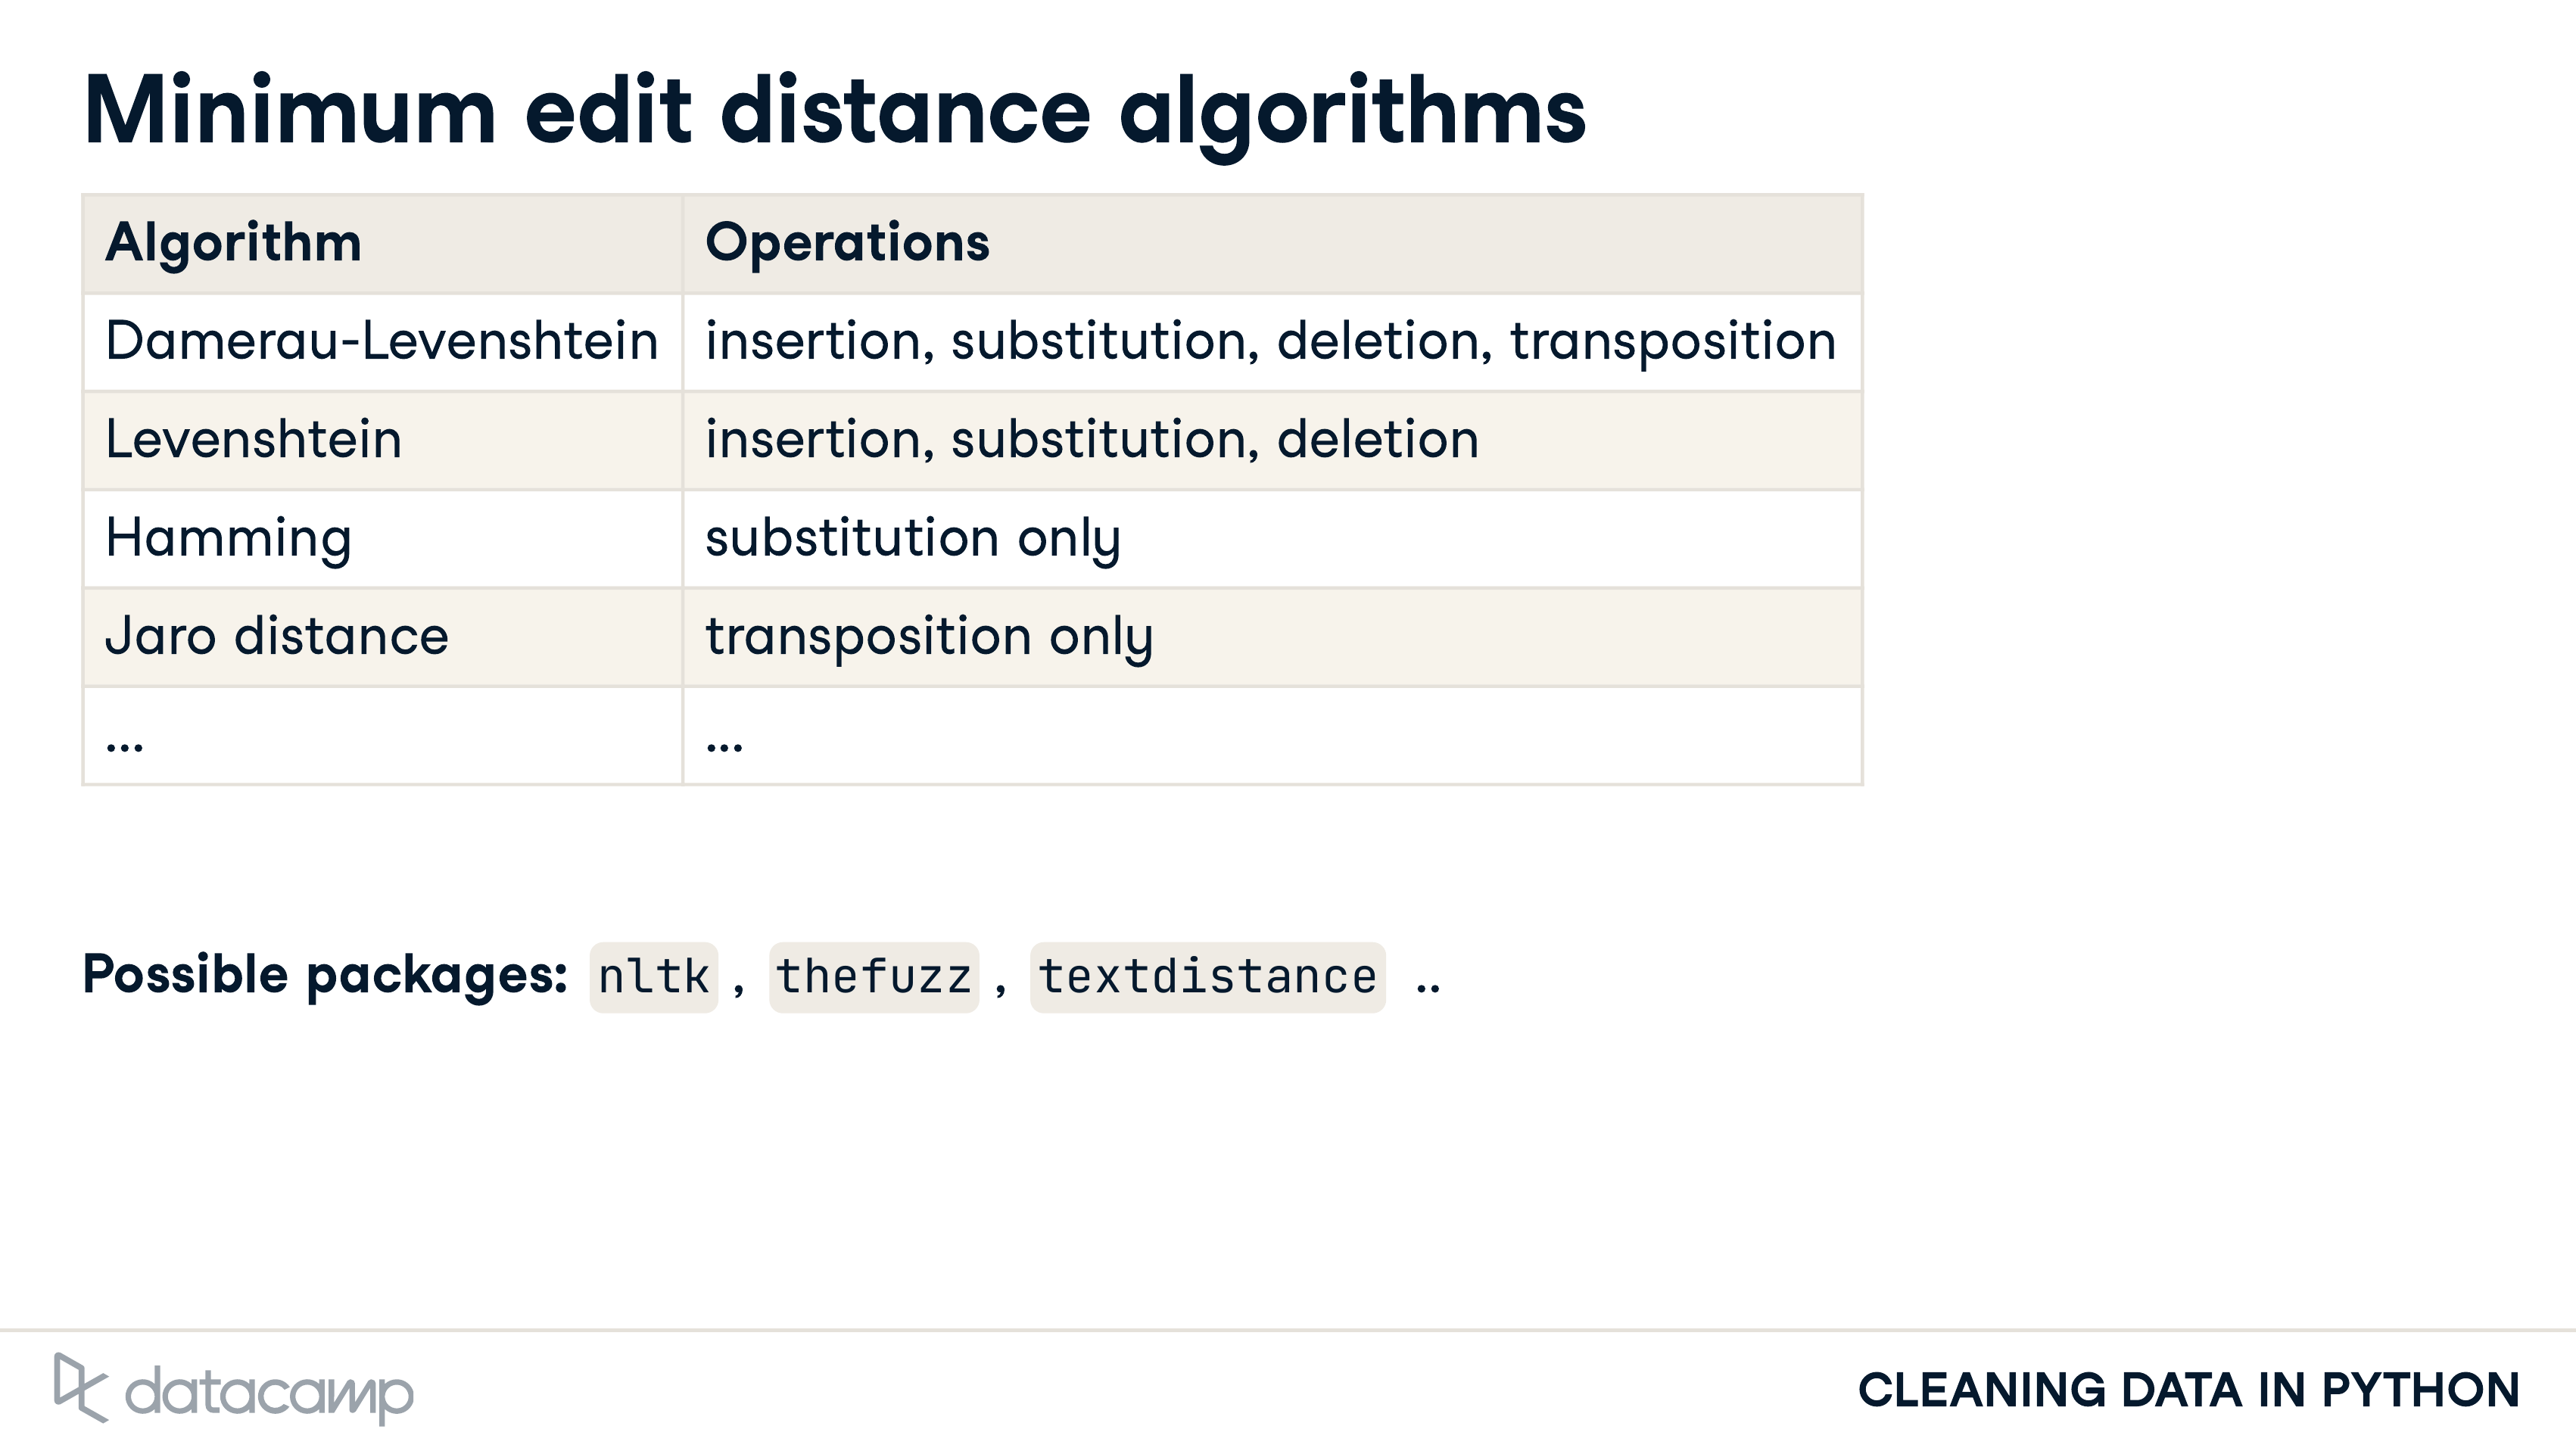 Minimum edit distance algorithms
Algorithm Operations
Damerau-Levenshtein insertion, substitution, deletion, transposition
Levenshtein insertion, substitution, deletion
Hamming substitution only
Jaro distance transposition only
... ...
Possible packages: nltk , thefuzz , textdistance ..
datacamp CLEANING DATA IN PYTHON